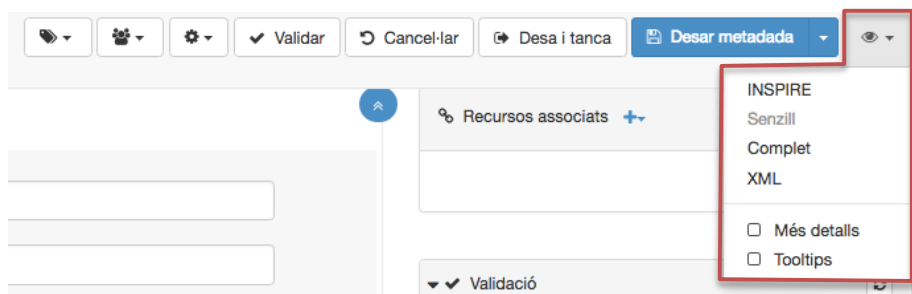 Validar Cancel·lar Desa i tanca Desar metadada
Recursos associats
INSPIRE
Senzill
Complet
XML
Més detalls
Tooltips
Validació